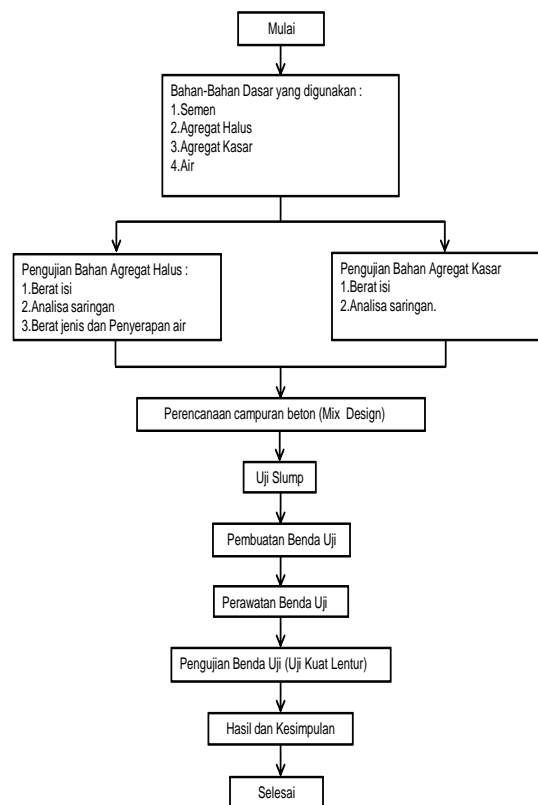 Mulai
Bahan-Bahan Dasar yang digunakan :
1.Semen
2.Agregat Halus
3.Agregat Kasar
4.Air
Pengujian Bahan Agregat Halus :
1.Berat isi
2.Analisa saringan
3.Berat jenis dan Penyerapan air
Pengujian Bahan Agregat Kasar
1.Berat isi
2.Analisa saringan.
Perencanaan campuran beton (Mix Design)
Uji Slump
Pembuatan Benda Uji
Perawatan Benda Uji
Pengujian Benda Uji (Uji Kuat Lentur)
Hasil dan Kesimpulan
Selesai